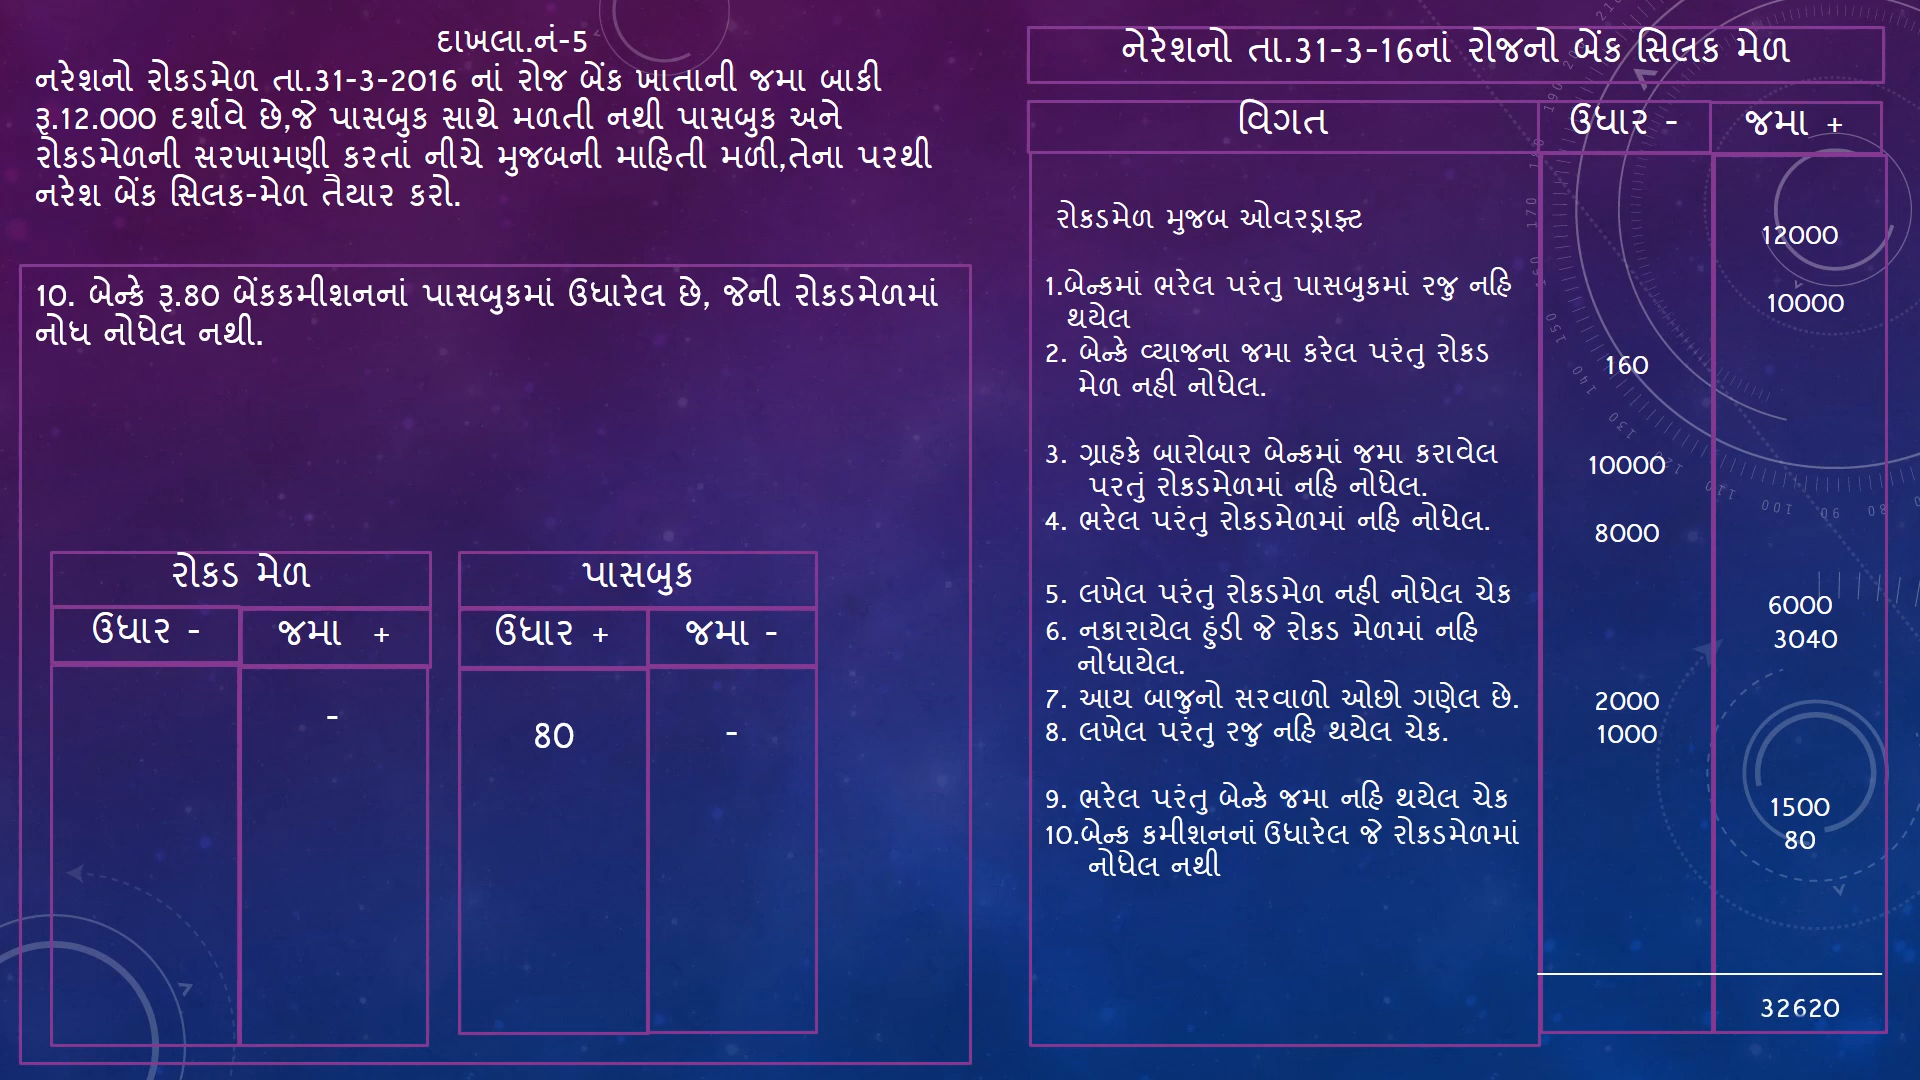 દાખલા.નં-5
નરેશનો રોકડમેળ તા.31-3-2016 નાં રોજ બેંક ખાતાની જમા બાકી
રૂ.12.000 દર્શાવે છે,જે પાસબુક સાથે મળતી નથી પાસબુક અને
રોકડમેળની સરખામણી કરતાં નીચે મુજબની માહિતી મળી,તેના પરથી
નરેશ બેંક સિલક-મેળ તૈયાર કરો.
10. બેન્કે રૂ.80 બેંકકમીશનનાં પાસબુકમાં ઉધારેલ છે, જેની રોકડમેળમાં
નોધ નોધેલ નથી.
રોકડ મેળ
પાસબુક
ઉધાર -
જમા +
ઉધાર +
જમા -
-
80
-
નેરેશનો તા.31-3-16નાં રોજનો બેંક સિલક મેળ
વિગત
ઉધાર -
જમા +
રોકડમેળ મુજબ ઓવરડ્રાફ્ટ
12000
1.બેન્કમાં ભરેલ પરંતુ પાસબુકમાં રજુ નહિ
થયેલ
10000
2. બેન્કે વ્યાજના જમા કરેલ પરંતુ રોકડ
મેળ નહી નોધેલ.
160
3. ગ્રાહકે બારોબાર બેન્કમાં જમા કરાવેલ
પરતું રોકડમેળમાં નહિ નોધેલ.
10000
4. ભરેલ પરંતુ રોકડમેળમાં નહિ નોધેલ.
8000
5. લખેલ પરંતુ રોકડમેળ નહી નોધેલ ચેક
6000
6. નકારાયેલ હુંડી જે રોકડ મેળમાં નહિ
નોધાયેલ.
3040
7. આય બાજુનો સરવાળો ઓછો ગણેલ છે.
2000
8. લખેલ પરંતુ રજુ નહિ થયેલ ચેક.
1000
9. ભરેલ પરંતુ બેન્કે જમા નહિ થયેલ ચેક
1500
10.બેન્ક કમીશનનાં ઉધારેલ જે રોકડમેળમાં
નોધેલ નથી
80
32620